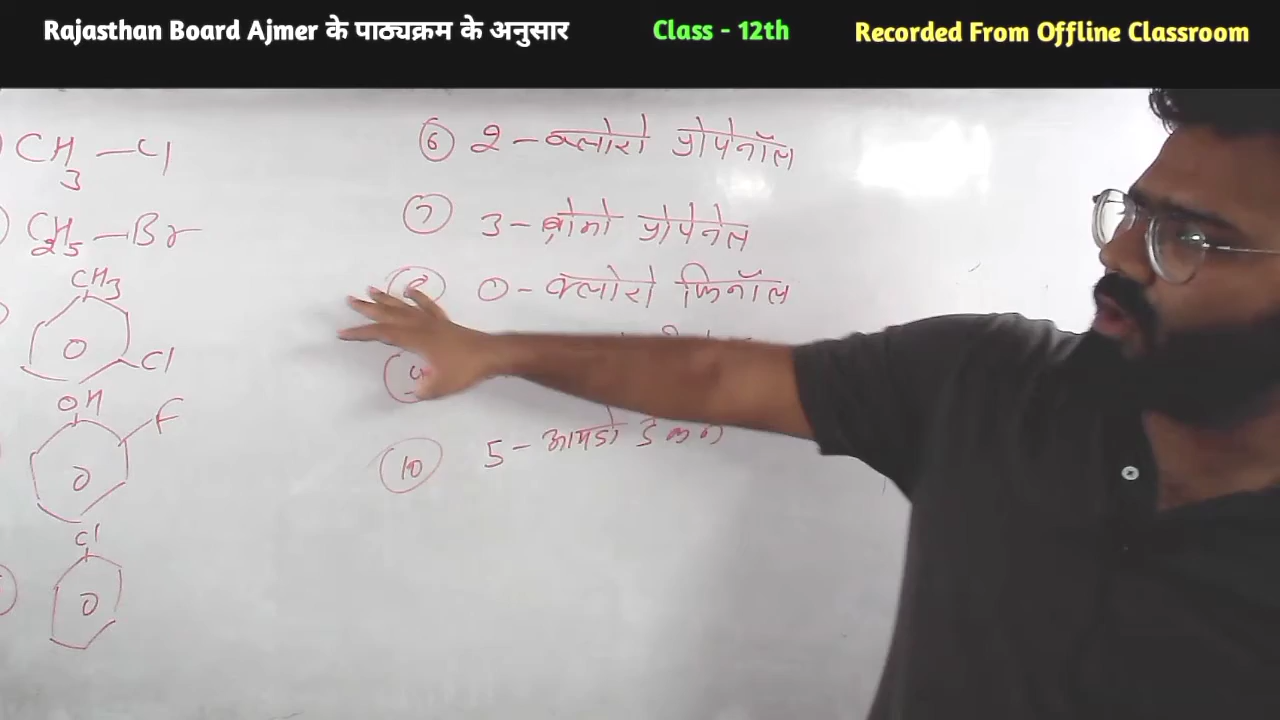 Rajasthan Board Ajmer के पाठ्यक्रम के अनुसार Class - 12th Recorded From Offline Classroom
CH3 – Cl
C2H5 – Br
CH3
Cl
OH
F
Cl
6 2 – क्लोरो प्रोपेनॉल
7 3 – ब्रोमो प्रोपेनेल
8 0 – क्लोरो फिनॉल
10 5 – आयडो डेकेन